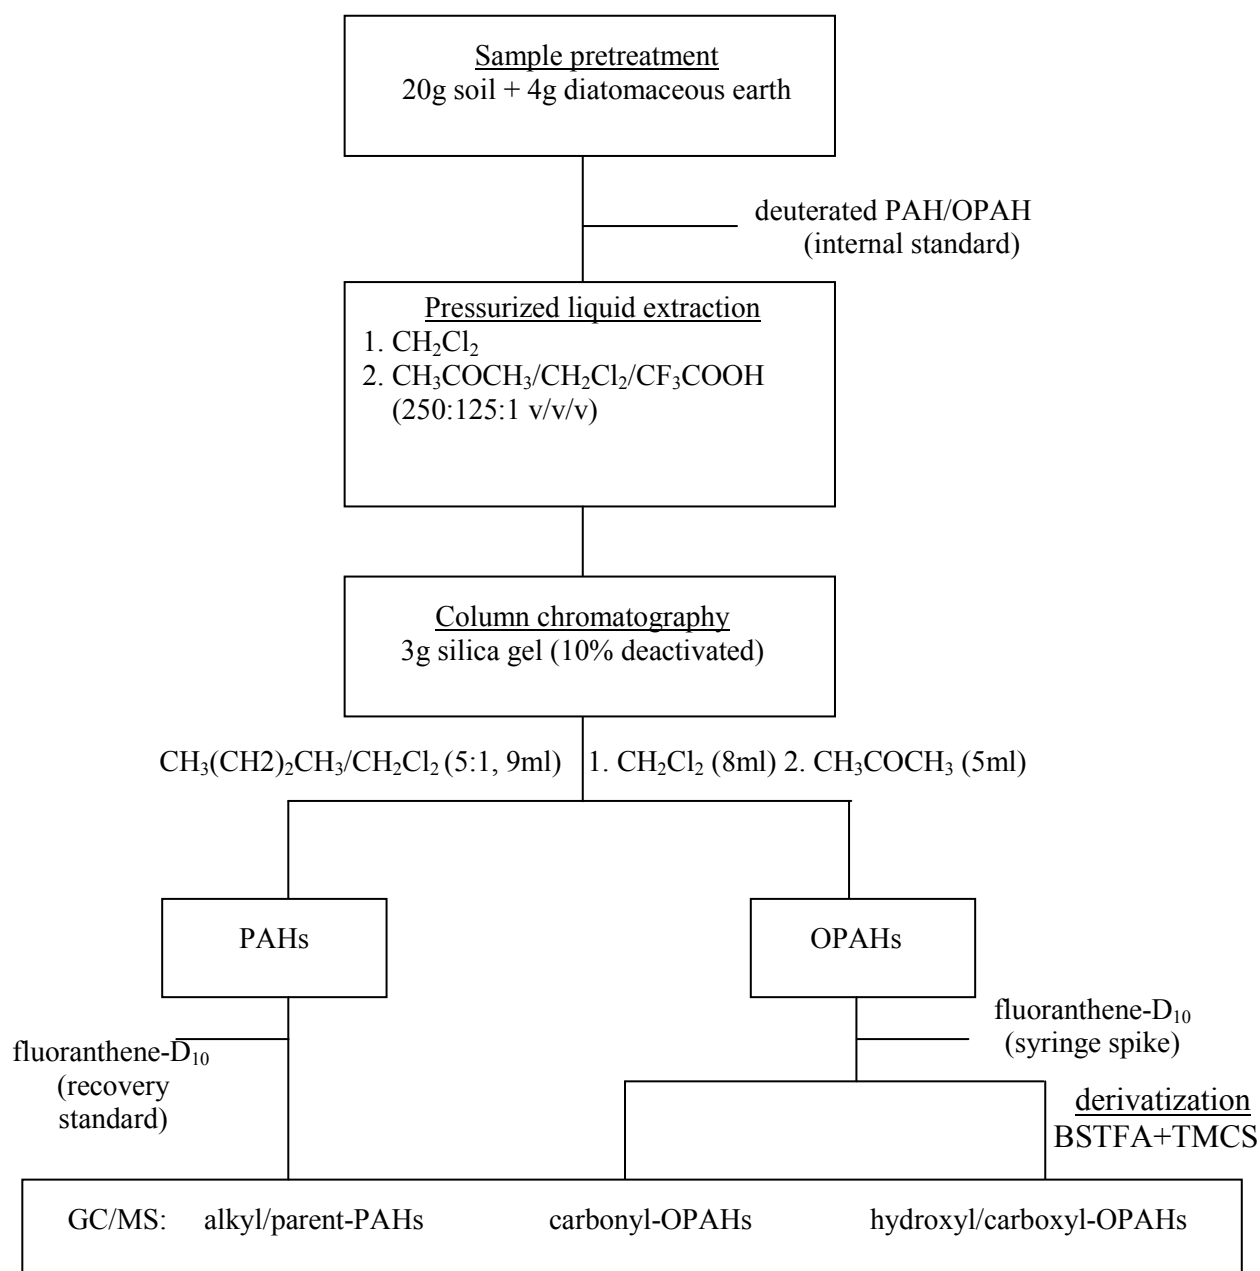 Sample pretreatment
20g soil + 4g diatomaceous earth
deuterated PAH/OPAH
(internal standard)
Pressurized liquid extraction
1. CH₂Cl₂
2. CH₃COCH₃/CH₂Cl₂/CF₃COOH
(250:125:1 v/v/v)
Column chromatography
3g silica gel (10% deactivated)
CH₃(CH2)₂CH₃/CH₂Cl₂ (5:1, 9ml)
1. CH₂Cl₂ (8ml) 2. CH₃COCH₃ (5ml)
PAHs
OPAHs
fluoranthene-D₁₀
(recovery
standard)
fluoranthene-D₁₀
(syringe spike)
derivatization
BSTFA+TMCS
GC/MS: alkyl/parent-PAHs carbonyl-OPAHs hydroxyl/carboxyl-OPAHs